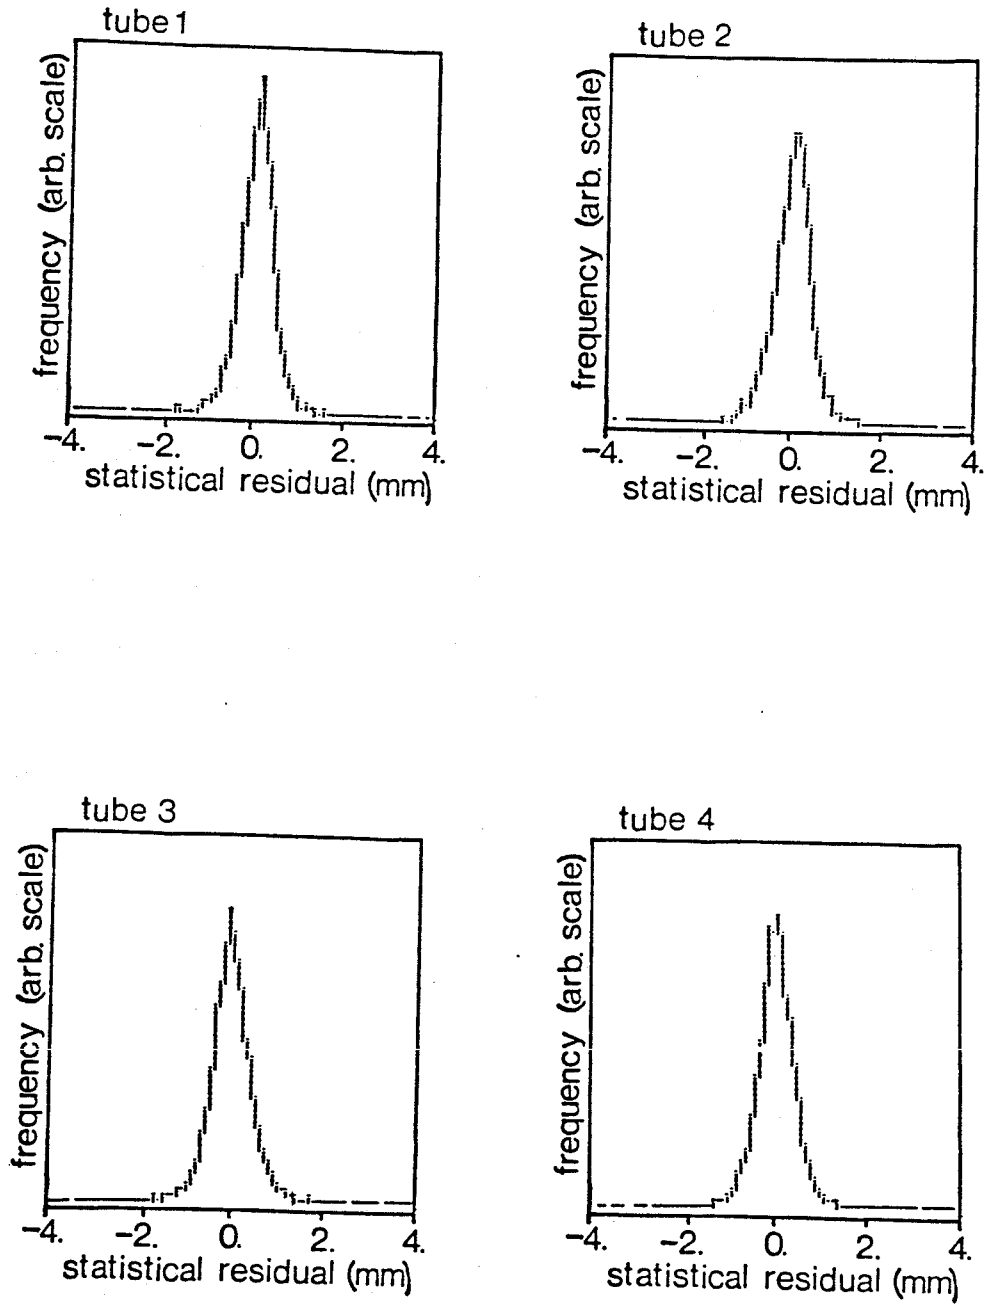 tube 1
frequency (arb. scale)
-4. -2. 0. 2. 4.
statistical residual (mm)
tube 2
frequency (arb. scale)
-4. -2. 0. 2. 4.
statistical residual (mm)
tube 3
frequency (arb. scale)
-4. -2. 0. 2. 4.
statistical residual (mm)
tube 4
frequency (arb. scale)
-4. -2. 0. 2. 4.
statistical residual (mm)